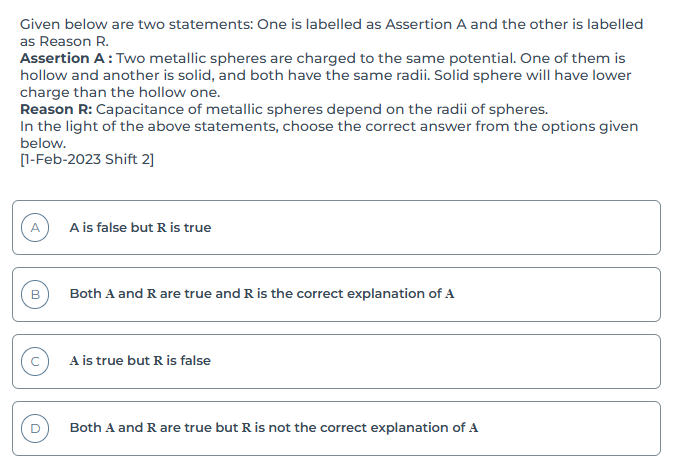 Given below are two statements: One is labelled as Assertion A and the other is labelled
as Reason R.
Assertion A : Two metallic spheres are charged to the same potential. One of them is
hollow and another is solid, and both have the same radii. Solid sphere will have lower
charge than the hollow one.
Reason R: Capacitance of metallic spheres depend on the radii of spheres.
In the light of the above statements, choose the correct answer from the options given
below.
[1-Feb-2023 Shift 2]
A A is false but R is true
B Both A and R are true and R is the correct explanation of A
C A is true but R is false
D Both A and R are true but R is not the correct explanation of A